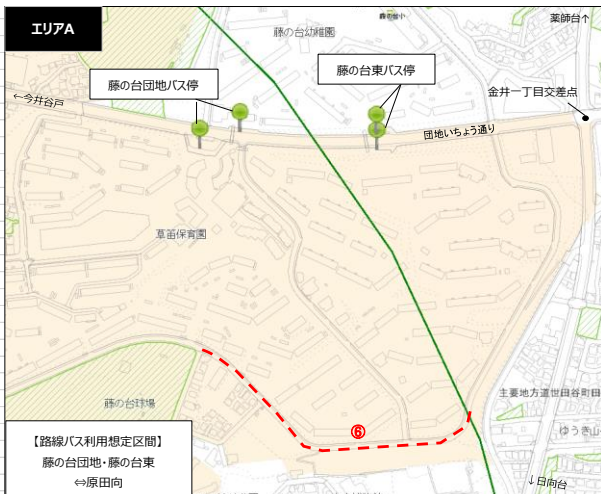 エリアA
藤の台幼稚園
薬師台↑
藤の台団地バス停
藤の台東バス停
金井一丁目交差点
←今井谷戸
団地いちょう通り
草笛保育園
藤の台球場
⑥
主要地方道世田谷町田
ゆうき山
↓日向台
【路線バス利用想定区間】
藤の台団地・藤の台東
⇔原田向